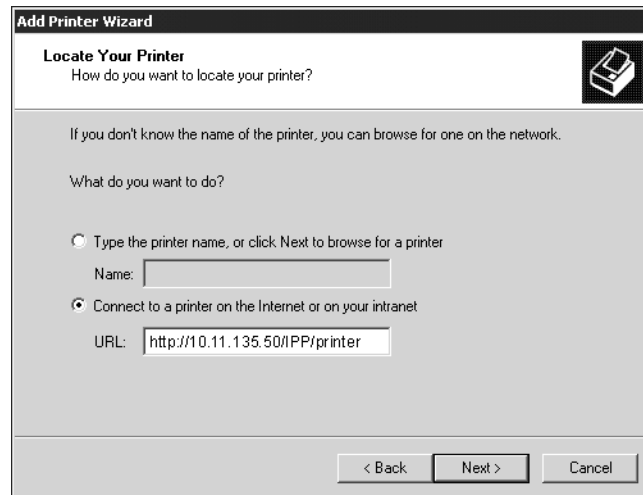 Add Printer Wizard
Locate Your Printer
How do you want to locate your printer?
If you don't know the name of the printer, you can browse for one on the network.
What do you want to do?
Type the printer name, or click Next to browse for a printer
Name:
Connect to a printer on the Internet or on your intranet
URL: http://10.11.135.50/IPP/printer
< Back Next > Cancel